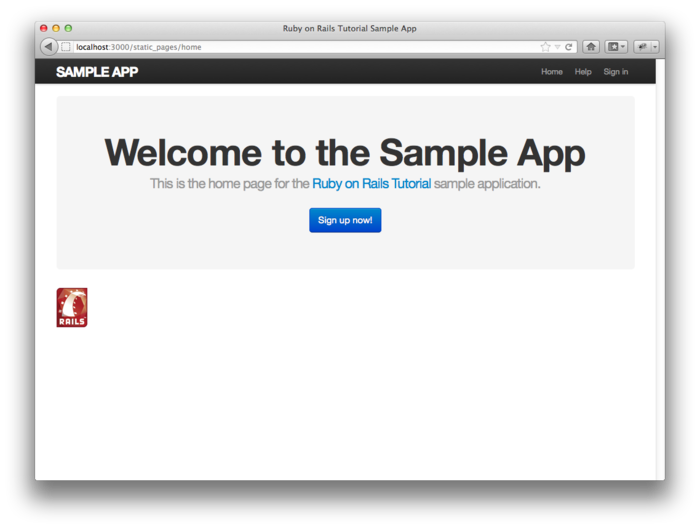 Ruby on Rails Tutorial Sample App
localhost:3000/static_pages/home
SAMPLE APP
Home Help Sign in
Welcome to the Sample App
This is the home page for the Ruby on Rails Tutorial sample application.
Sign up now!
RAILS